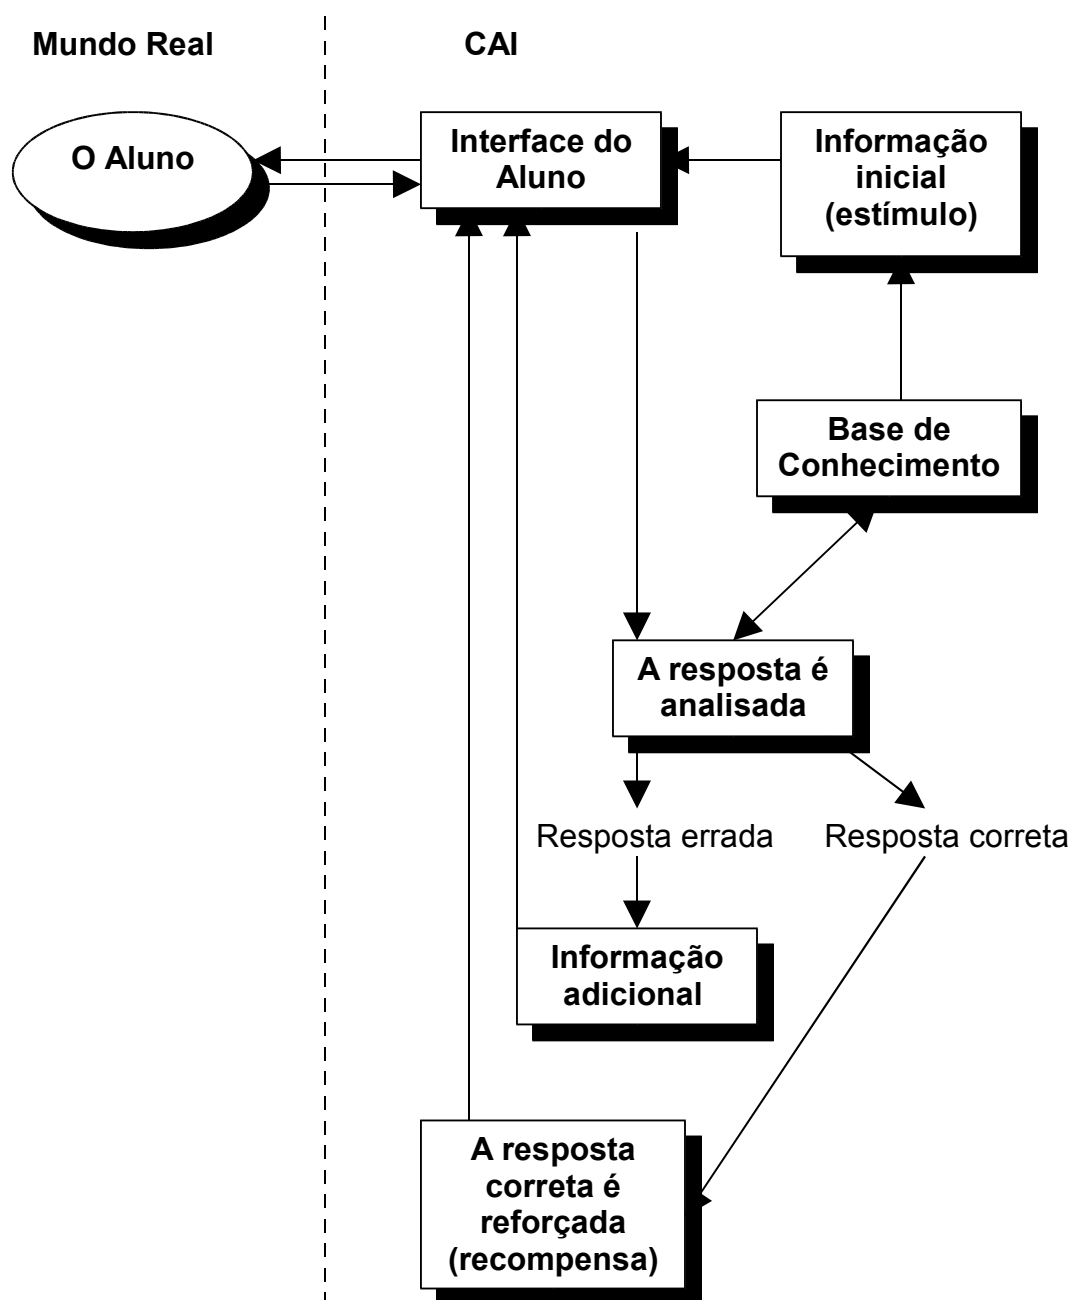 Mundo Real
CAI
O Aluno
Interface do
Aluno
Informação
inicial
(estímulo)
Base de
Conhecimento
A resposta é
analisada
Resposta errada
Resposta correta
Informação
adicional
A resposta
correta é
reforçada
(recompensa)